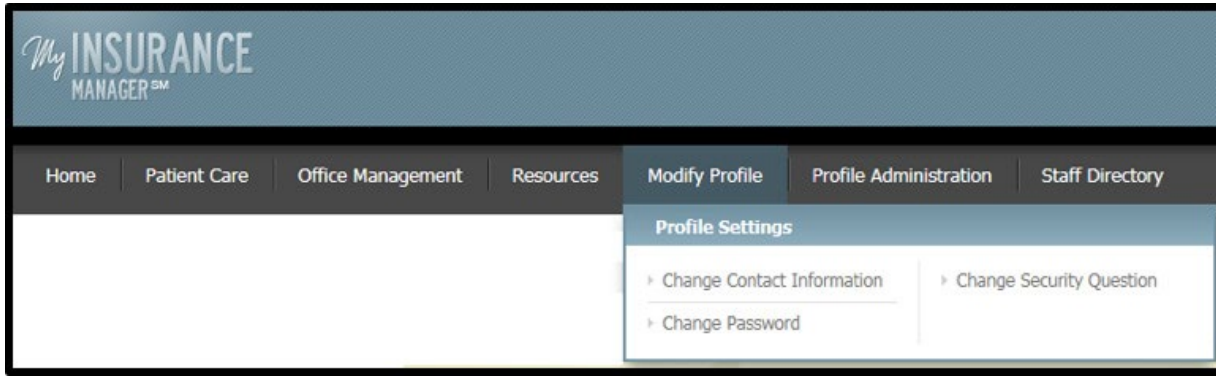 My INSURANCE
MANAGER℠
Home Patient Care Office Management Resources Modify Profile Profile Administration Staff Directory
Profile Settings
Change Contact Information Change Security Question
Change Password